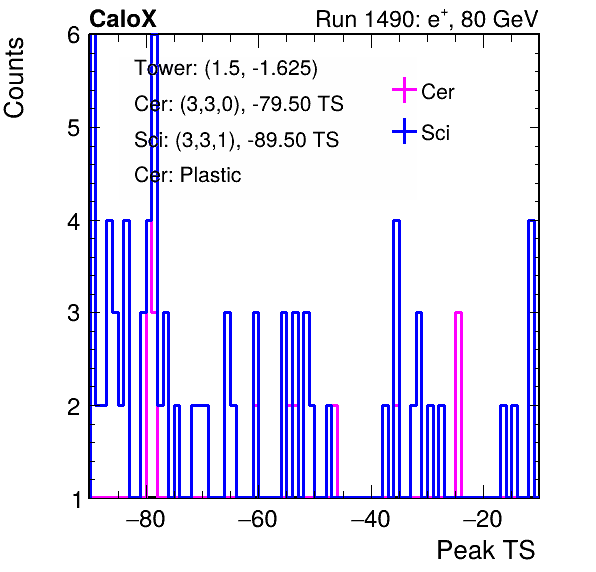 CaloX Run 1490: e⁺, 80 GeV
Counts
6
Tower: (1.5, -1.625)
Cer: (3,3,0), -79.50 TS
Sci: (3,3,1), -89.50 TS
Cer: Plastic
Cer
Sci
5
4
3
2
1
−80 −60 −40 −20
Peak TS